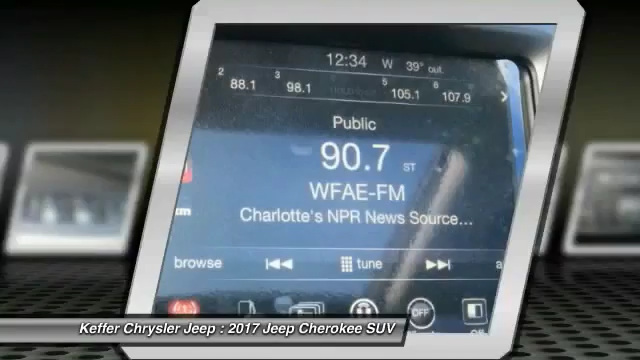 12:34 W 39° out.
2 88.1 3 98.1 5 105.1 6 107.9
Public
90.7 ST
WFAE-FM
Charlotte's NPR News Source...
browse tune
OFF
Keffer Chrysler Jeep : 2017 Jeep Cherokee SUV